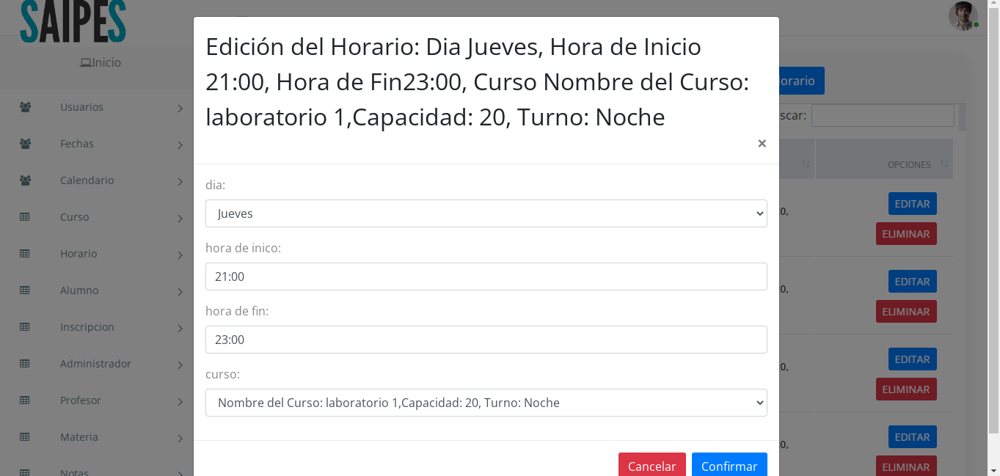 SAIPES
Inicio
Usuarios
Fechas
Calendario
Curso
Horario
Alumno
Inscripcion
Administrador
Profesor
Materia
Notas
Edición del Horario: Dia Jueves, Hora de Inicio
21:00, Hora de Fin23:00, Curso Nombre del Curso:
laboratorio 1,Capacidad: 20, Turno: Noche
×
dia:
Jueves
hora de inico:
21:00
hora de fin:
23:00
curso:
Nombre del Curso: laboratorio 1,Capacidad: 20, Turno: Noche
Cancelar Confirmar
orario
scar:
OPCIONES
0,
EDITAR
ELIMINAR
0,
EDITAR
ELIMINAR
0,
EDITAR
ELIMINAR
0,
EDITAR
ELIMINAR